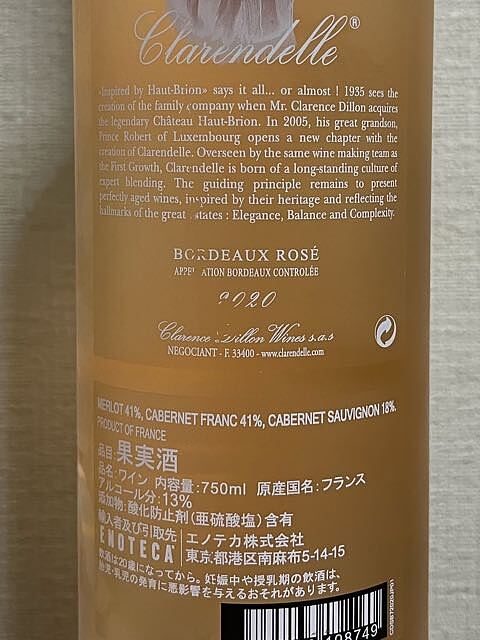 Clarendelle®
«Inspired by Haut-Brion» says it all... or almost ! 1935 sees the
creation of the family company when Mr. Clarence Dillon acquires
the legendary Château Haut-Brion. In 2005, his great grandson,
Prince Robert of Luxembourg opens a new chapter with the
creation of Clarendelle. Overseen by the same wine making team as
the First Growth, Clarendelle is born of a long-standing culture of
expert blending. The guiding principle remains to present
perfectly aged wines, inspired by their heritage and reflecting the
hallmarks of the great estates : Elegance, Balance and Complexity.
BORDEAUX ROSÉ
APPELLATION BORDEAUX CONTROLÉE
2020
Clarence Dillon Wines s.a.s
NEGOCIANT - F. 33400 - www.clarendelle.com
MERLOT 41%, CABERNET FRANC 41%, CABERNET SAUVIGNON 18%.
PRODUCT OF FRANCE
品目:果実酒
品名:ワイン 内容量:750ml 原産国名:フランス
アルコール分:13%
添加物:酸化防止剤(亜硫酸塩)含有
輸入者及び引取先 エノテカ株式会社
ENOTECA 東京都港区南麻布5-14-15
飲酒は20歳になってから。妊娠中や授乳期の飲酒は、
胎児・乳児の発育に悪影響を与えるおそれがあります。